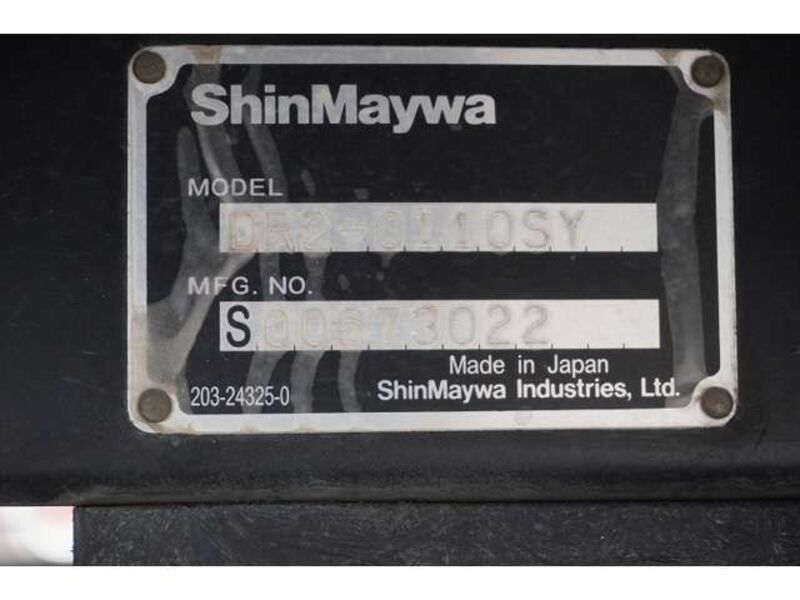 ShinMaywa
MODEL
DR2-0110SY
MFG. NO.
S00673022
Made in Japan
203-24325-0 ShinMaywa Industries, Ltd.